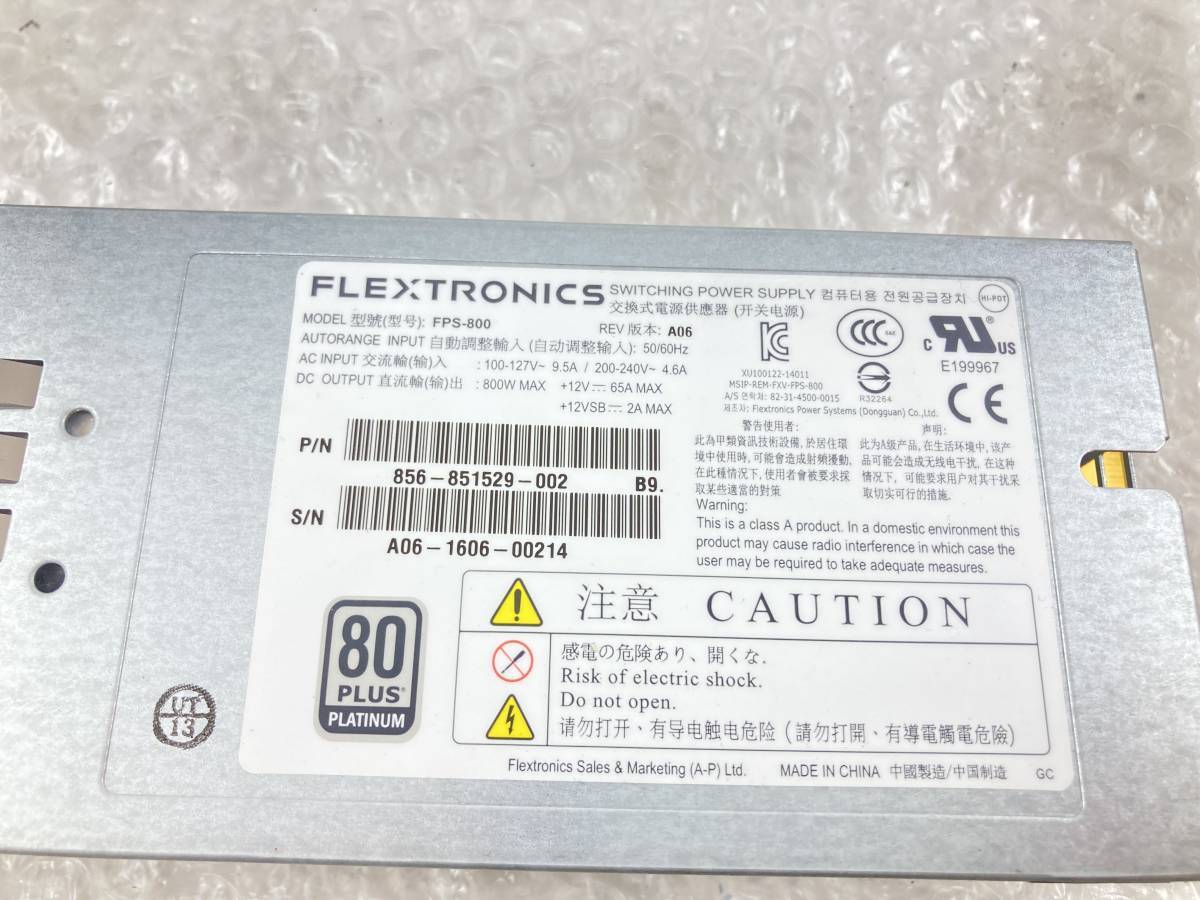 FLEXTRONICS SWITCHING POWER SUPPLY 컴퓨터용 전원공급장치 HI-POT
交換式電源供應器 (开关电源)
MODEL 型號(型号): FPS-800 REV 版本: A06
AUTORANGE INPUT 自動調整輸入 (自动调整输入): 50/60Hz
AC INPUT 交流輸(输)入 : 100-127V~ 9.5A / 200-240V~ 4.6A
DC OUTPUT 直流輸(输)出 : 800W MAX +12V 65A MAX
+12VSB 2A MAX
CCC S&E
c RU US
E199967
XU100122-14011
MSIP-REM-FXV-FPS-800
R32264
A/S 연락처: 82-31-4500-0015
제조자: Flextronics Power Systems (Dongguan) Co.,Ltd.
CE
P/N
856-851529-002 B9.
S/N
A06-1606-00214
警告使用者:
此為甲類資訊技術設備, 於居住環
境中使用時, 可能會造成射頻擾動,
在此種情況下, 使用者會被要求採
取某些適當的對策
声明:
此为A级产品, 在生活环境中, 该产
品可能会造成无线电干扰, 在这种
情况下, 可能要求用户对其干扰采
取切实可行的措施.
Warning:
This is a class A product. In a domestic environment this
product may cause radio interference in which case the
user may be required to take adequate measures.
80
PLUS®
PLATINUM
UT
13
注意 CAUTION
感電の危険あり、開くな.
Risk of electric shock.
Do not open.
请勿打开、有导电触电危险 (請勿打開、有導電觸電危險)
Flextronics Sales & Marketing (A-P) Ltd. MADE IN CHINA 中國製造/中国制造 GC